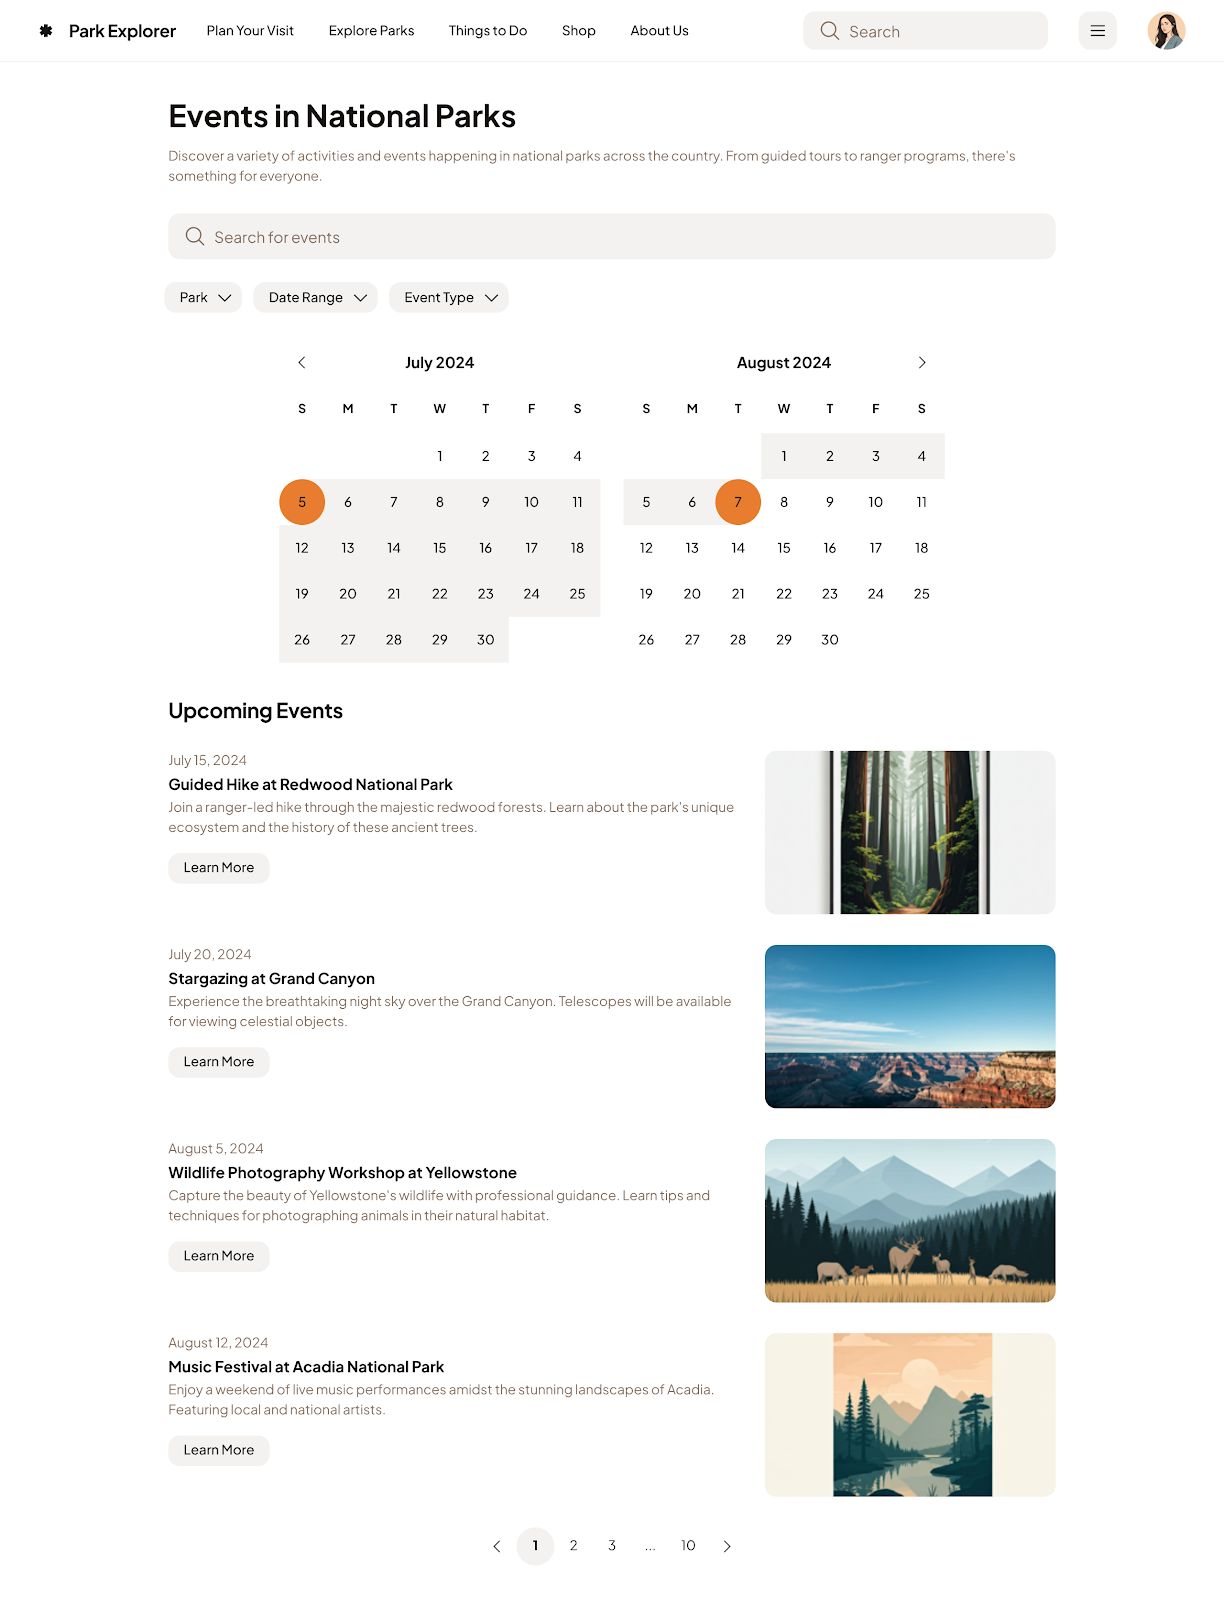 Park Explorer Plan Your Visit Explore Parks Things to Do Shop About Us Search
Events in National Parks
Discover a variety of activities and events happening in national parks across the country. From guided tours to ranger programs, there's
something for everyone.
Search for events
Park Date Range Event Type
July 2024 August 2024
S M T W T F S S M T W T F S
1 2 3 4 1 2 3 4
5 6 7 8 9 10 11 5 6 7 8 9 10 11
12 13 14 15 16 17 18 12 13 14 15 16 17 18
19 20 21 22 23 24 25 19 20 21 22 23 24 25
26 27 28 29 30 26 27 28 29 30
Upcoming Events
July 15, 2024
Guided Hike at Redwood National Park
Join a ranger-led hike through the majestic redwood forests. Learn about the park's unique
ecosystem and the history of these ancient trees.
Learn More
July 20, 2024
Stargazing at Grand Canyon
Experience the breathtaking night sky over the Grand Canyon. Telescopes will be available
for viewing celestial objects.
Learn More
August 5, 2024
Wildlife Photography Workshop at Yellowstone
Capture the beauty of Yellowstone's wildlife with professional guidance. Learn tips and
techniques for photographing animals in their natural habitat.
Learn More
August 12, 2024
Music Festival at Acadia National Park
Enjoy a weekend of live music performances amidst the stunning landscapes of Acadia.
Featuring local and national artists.
Learn More
1 2 3 ... 10